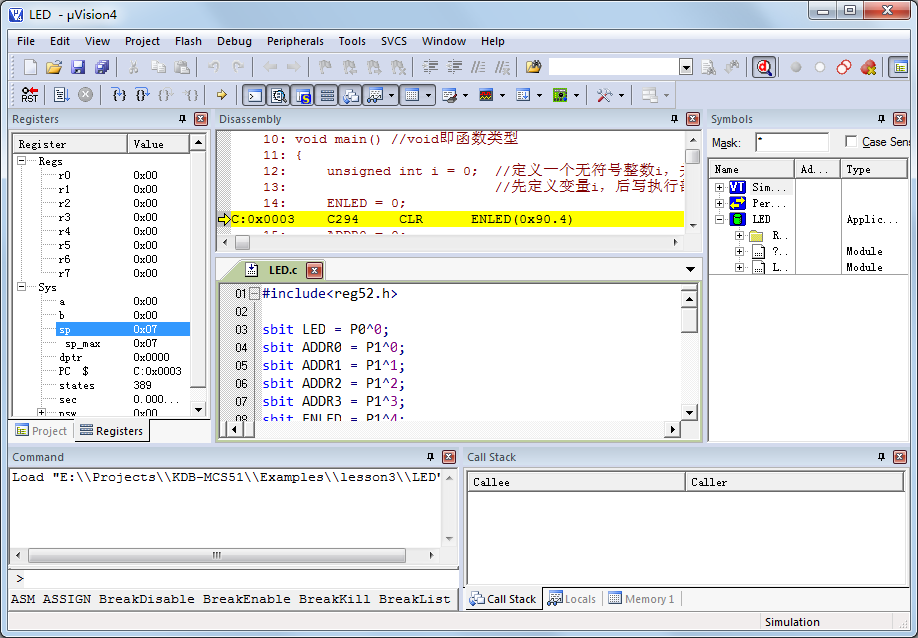 LED - µVision4
File Edit View Project Flash Debug Peripherals Tools SVCS Window Help
RST
Registers
Register Value
Regs
r0 0x00
r1 0x00
r2 0x00
r3 0x00
r4 0x00
r5 0x00
r6 0x00
r7 0x00
Sys
a 0x00
b 0x00
sp 0x07
sp_max 0x07
dptr 0x0000
PC $ C:0x0003
states 389
sec 0.000...
psw 0x00
Project Registers
Disassembly
10: void main() //void即函数类型
11: {
12: unsigned int i = 0; //定义一个无符号整数i,
13: //先定义变量i，后写执行
14: ENLED = 0;
C:0x0003 C294 CLR ENLED(0x90.4)
15: ADDR0 = 0;
LED.c
01 #include<reg52.h>
02
03 sbit LED = P0^0;
04 sbit ADDR0 = P1^0;
05 sbit ADDR1 = P1^1;
06 sbit ADDR2 = P1^2;
07 sbit ADDR3 = P1^3;
08 sbit ENLED = P1^4;
Symbols
Mask: * Case Sens
Name Ad... Type
VT Sim...
Per...
LED Applic...
R..
?.. Module
L.. Module
Command
Load "E:\\Projects\\KDB-MCS51\\Examples\\lesson3\\LED"
>
ASM ASSIGN BreakDisable BreakEnable BreakKill BreakList
Call Stack
Callee Caller
Call Stack Locals Memory 1
Simulation